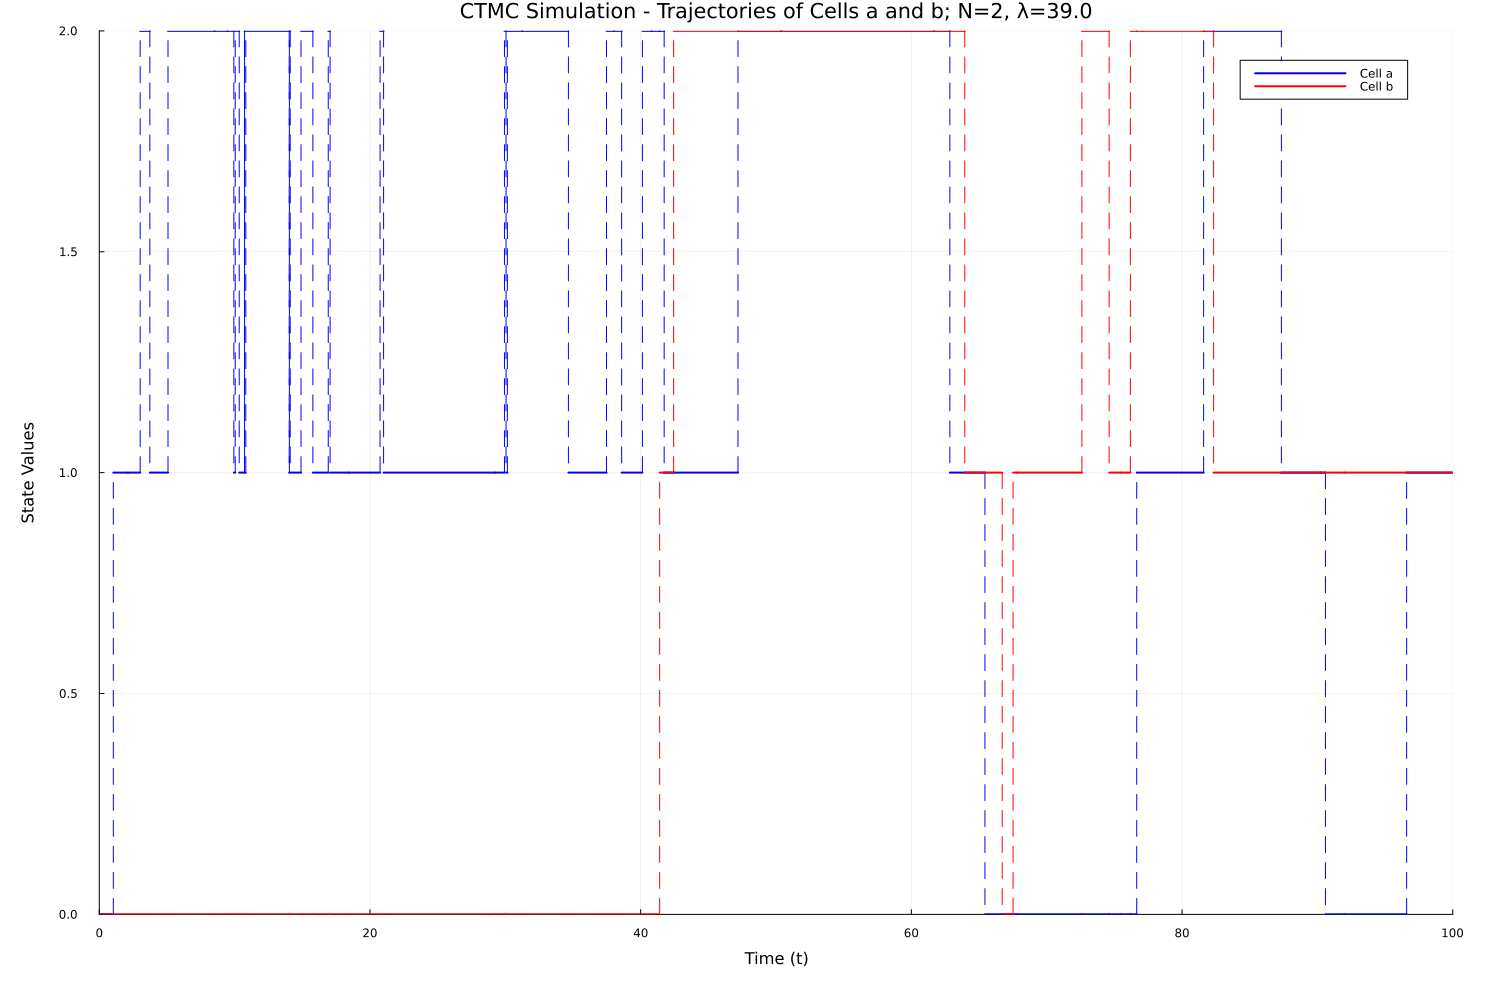 CTMC Simulation - Trajectories of Cells a and b; N=2, λ=39.0
2.0
Cell a
Cell b
1.5
State Values
1.0
0.5
0.0
0 20 40 60 80 100
Time (t)